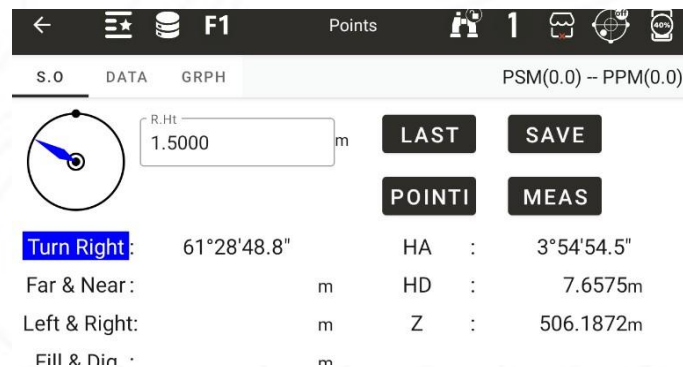 F1 Points 1 off 40%
S.O DATA GRPH PSM(0.0) -- PPM(0.0)
R.Ht
1.5000 m LAST SAVE
POINTI MEAS
Turn Right : 61°28'48.8" HA : 3°54'54.5"
Far & Near : m HD : 7.6575m
Left & Right: m Z : 506.1872m
Fill & Dig : m